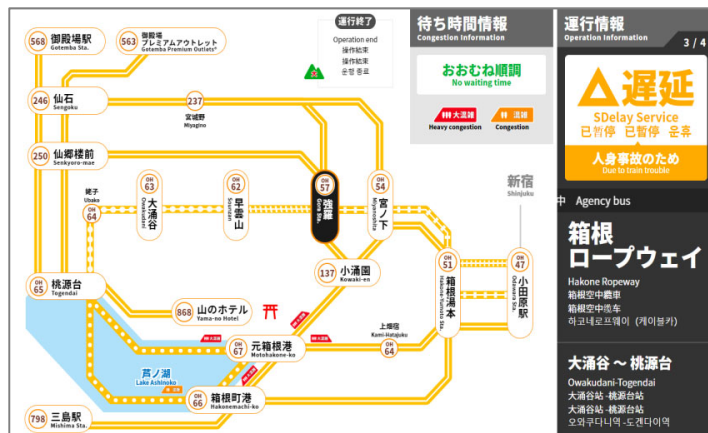 568 御殿場駅
Gotemba Sta.
563 御殿場
プレミアムアウトレット
Gotemba Premium Outlets®
運行終了
Operation end
操作結束
操作结束
운행 종료
待ち時間情報
Congestion Information
おおむね順調
No waiting time
大混雑
Heavy congestion
混雑
Congestion
運行情報
Operation Information
3 / 4
遅延
SDelay Service
已暫停 已暂停 운휴
人身事故のため
Due to train trouble
中 Agency bus
箱根
ロープウェイ
Hakone Ropeway
箱根空中纜車
箱根空中缆车
하코네로프웨이 (케이블카)
大涌谷 ～ 桃源台
Owakudani-Togendai
大涌谷站 -桃源台站
大涌谷站 -桃源台站
오와쿠다니역 -도겐다이역
246 仙石
Sengoku
237
宮城野
Miyagino
250 仙郷楼前
Senkyoro-mae
姥子
Ubako
OH
64
OH
63
大涌谷
Owakudani
OH
62
早雲山
Sounzan
OH
57
強羅
Gora Sta.
OH
54
宮ノ下
Miyanoshita
新宿
Shinjuku
OH
51
箱根湯本
Hakone-Yumoto Sta.
OH
47
小田原駅
Odawara Sta.
137 小涌園
Kowaki-en
OH
65
桃源台
Togendai
868 山のホテル
Yama-no Hotel
大混雑
大混雑
大混雑
OH
67
元箱根港
Motohakone-ko
上畑宿
Kami-Hatajuku
OH
64
芦ノ湖
Lake Ashinoko
混雑
大混雑
OH
66
箱根町港
Hakonemachi-ko
798 三島駅
Mishima Sta.